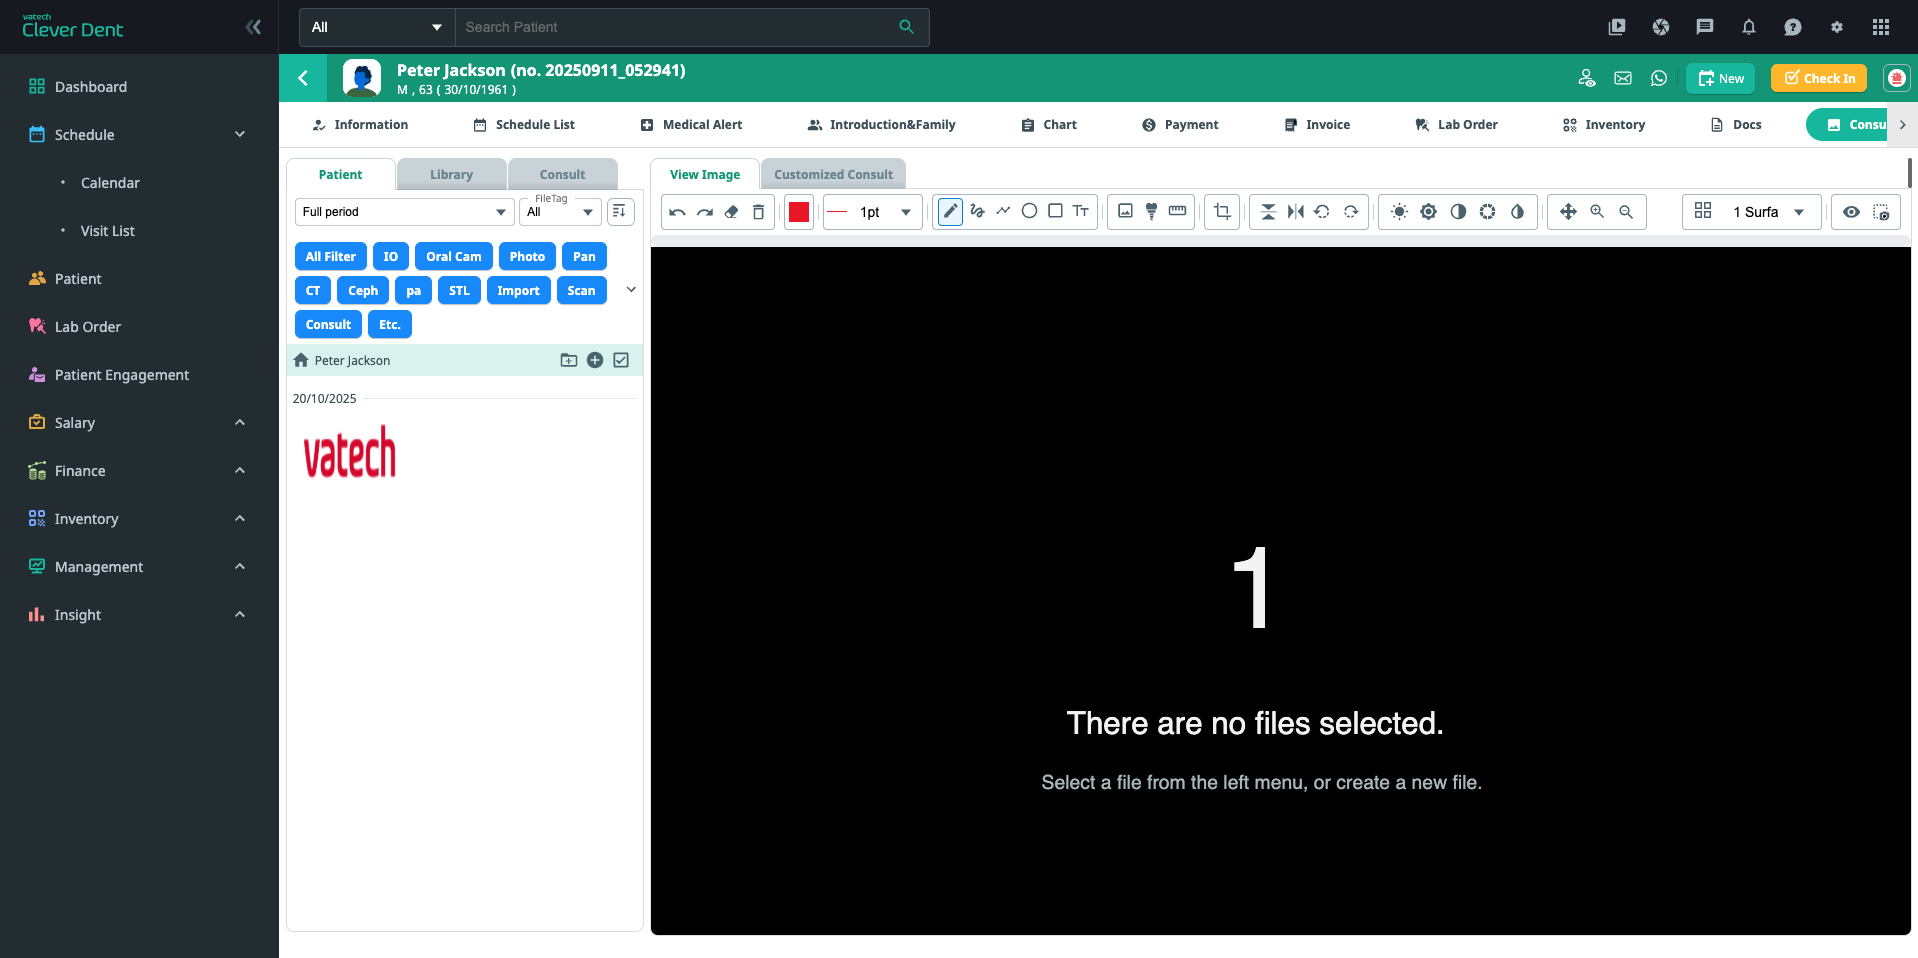 vatech
Clever Dent
All
Search Patient
Dashboard
Schedule
Calendar
Visit List
Patient
Lab Order
Patient Engagement
Salary
Finance
Inventory
Management
Insight
Peter Jackson (no. 20250911_052941)
M , 63 ( 30/10/1961 )
New
Check In
Information
Schedule List
Medical Alert
Introduction&Family
Chart
Payment
Invoice
Lab Order
Inventory
Docs
Consu
Patient
Library
Consult
Full period
FileTag
All
All Filter
IO
Oral Cam
Photo
Pan
CT
Ceph
pa
STL
Import
Scan
Consult
Etc.
Peter Jackson
20/10/2025
vatech
View Image
Customized Consult
1pt
Tт
1 Surfa
1
There are no files selected.
Select a file from the left menu, or create a new file.